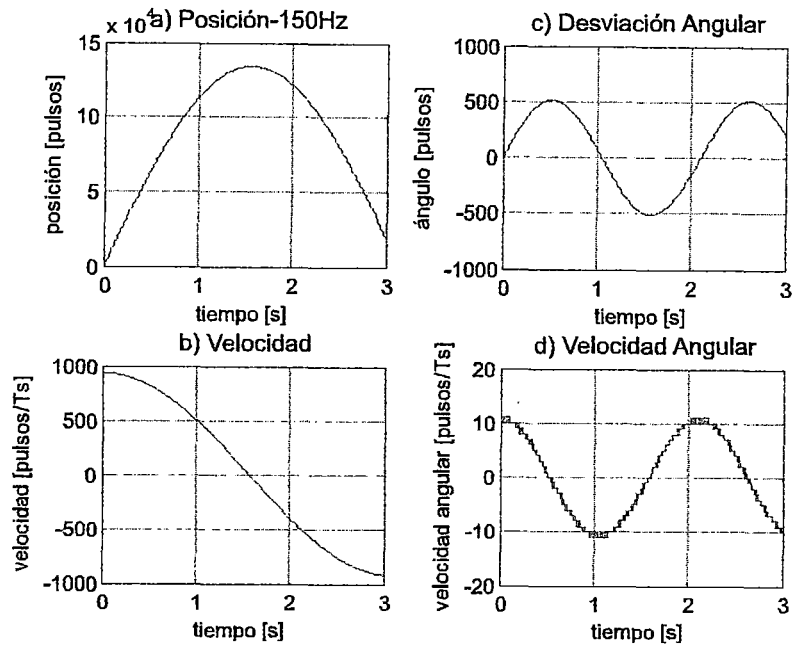 x 10⁴a) Posición-150Hz
15
10
5
0
0
1
2
3
posición [pulsos]
tiempo [s]
c) Desviación Angular
1000
500
0
-500
-1000
0
1
2
3
ángulo [pulsos]
tiempo [s]
b) Velocidad
1000
500
0
-500
-1000
0
1
2
3
velocidad [pulsos/Ts]
tiempo [s]
d) Velocidad Angular
20
10
0
-10
-20
0
1
2
3
velocidad angular [pulsos/Ts]
tiempo [s]